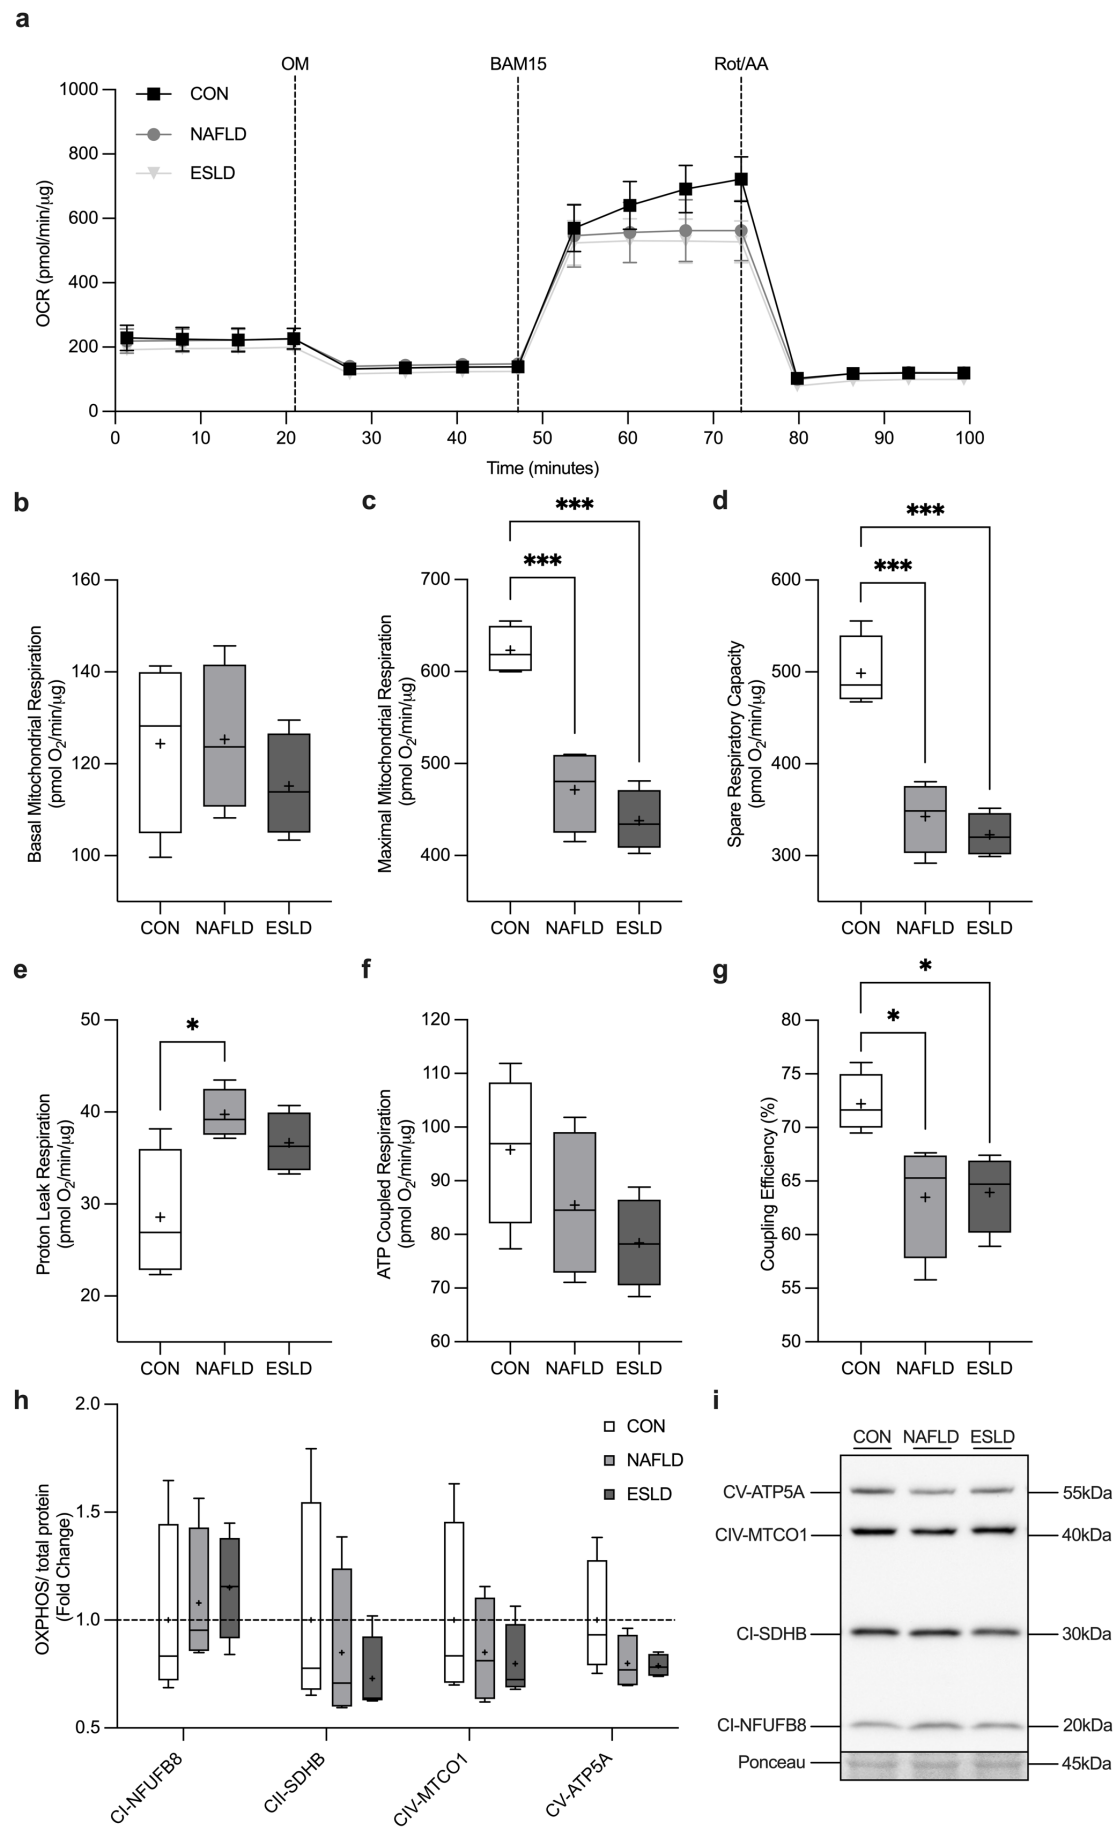 a
OM
BAM15
Rot/AA
1000
800
600
400
200
0
OCR (pmol/min/μg)
CON
NAFLD
ESLD
0 10 20 30 40 50 60 70 80 90 100
Time (minutes)
b
160
140
120
100
Basal Mitochondrial Respiration
(pmol O2/min/μg)
CON NAFLD ESLD
c
***
***
700
600
500
400
Maximal Mitochondrial Respiration
(pmol O2/min/μg)
CON NAFLD ESLD
d
***
***
600
500
400
300
Spare Respiratory Capacity
(pmol O2/min/μg)
CON NAFLD ESLD
e
*
50
40
30
20
Proton Leak Respiration
(pmol O2/min/μg)
CON NAFLD ESLD
f
120
110
100
90
80
70
60
ATP Coupled Respiration
(pmol O2/min/μg)
CON NAFLD ESLD
g
*
*
80
75
70
65
60
55
50
Coupling Efficiency (%)
CON NAFLD ESLD
h
2.0
1.5
1.0
0.5
OXPHOS/ total protein
(Fold Change)
CON
NAFLD
ESLD
CI-NFUFB8
CII-SDHB
CIV-MTCO1
CV-ATP5A
i
CON NAFLD ESLD
CV-ATP5A 55kDa
CIV-MTCO1 40kDa
CI-SDHB 30kDa
CI-NFUFB8 20kDa
Ponceau 45kDa